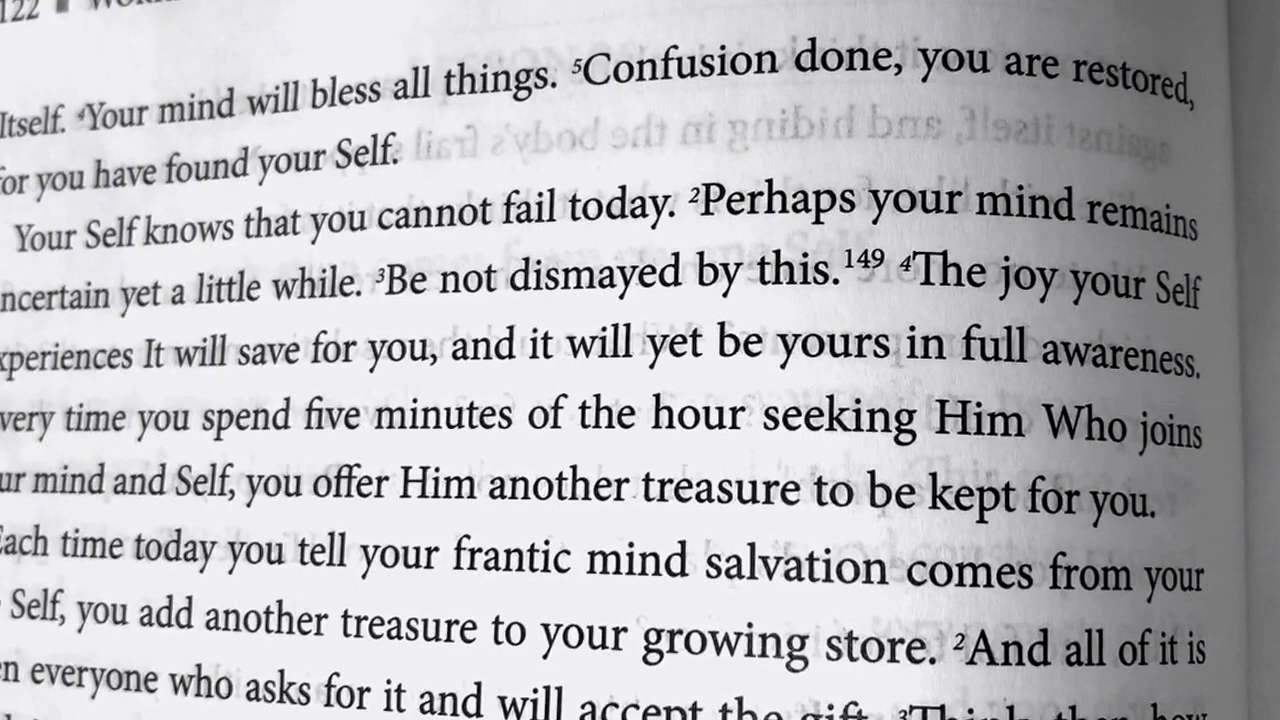 122
Itself. ⁴Your mind will bless all things. ⁵Confusion done, you are restored,
for you have found your Self.
Your Self knows that you cannot fail today. ²Perhaps your mind remains
ncertain yet a little while. ³Be not dismayed by this.¹⁴⁹ ⁴The joy your Self
xperiences It will save for you, and it will yet be yours in full awareness.
very time you spend five minutes of the hour seeking Him Who joins
ur mind and Self, you offer Him another treasure to be kept for you.
Each time today you tell your frantic mind salvation comes from your
Self, you add another treasure to your growing store. ²And all of it is
en everyone who asks for it and will accept the gift. ³Think, then, how